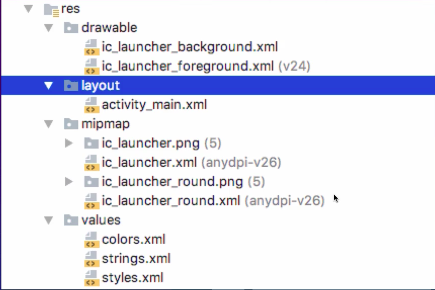 res
drawable
ic_launcher_background.xml
ic_launcher_foreground.xml (v24)
layout
activity_main.xml
mipmap
ic_launcher.png (5)
ic_launcher.xml (anydpi-v26)
ic_launcher_round.png (5)
ic_launcher_round.xml (anydpi-v26)
values
colors.xml
strings.xml
styles.xml